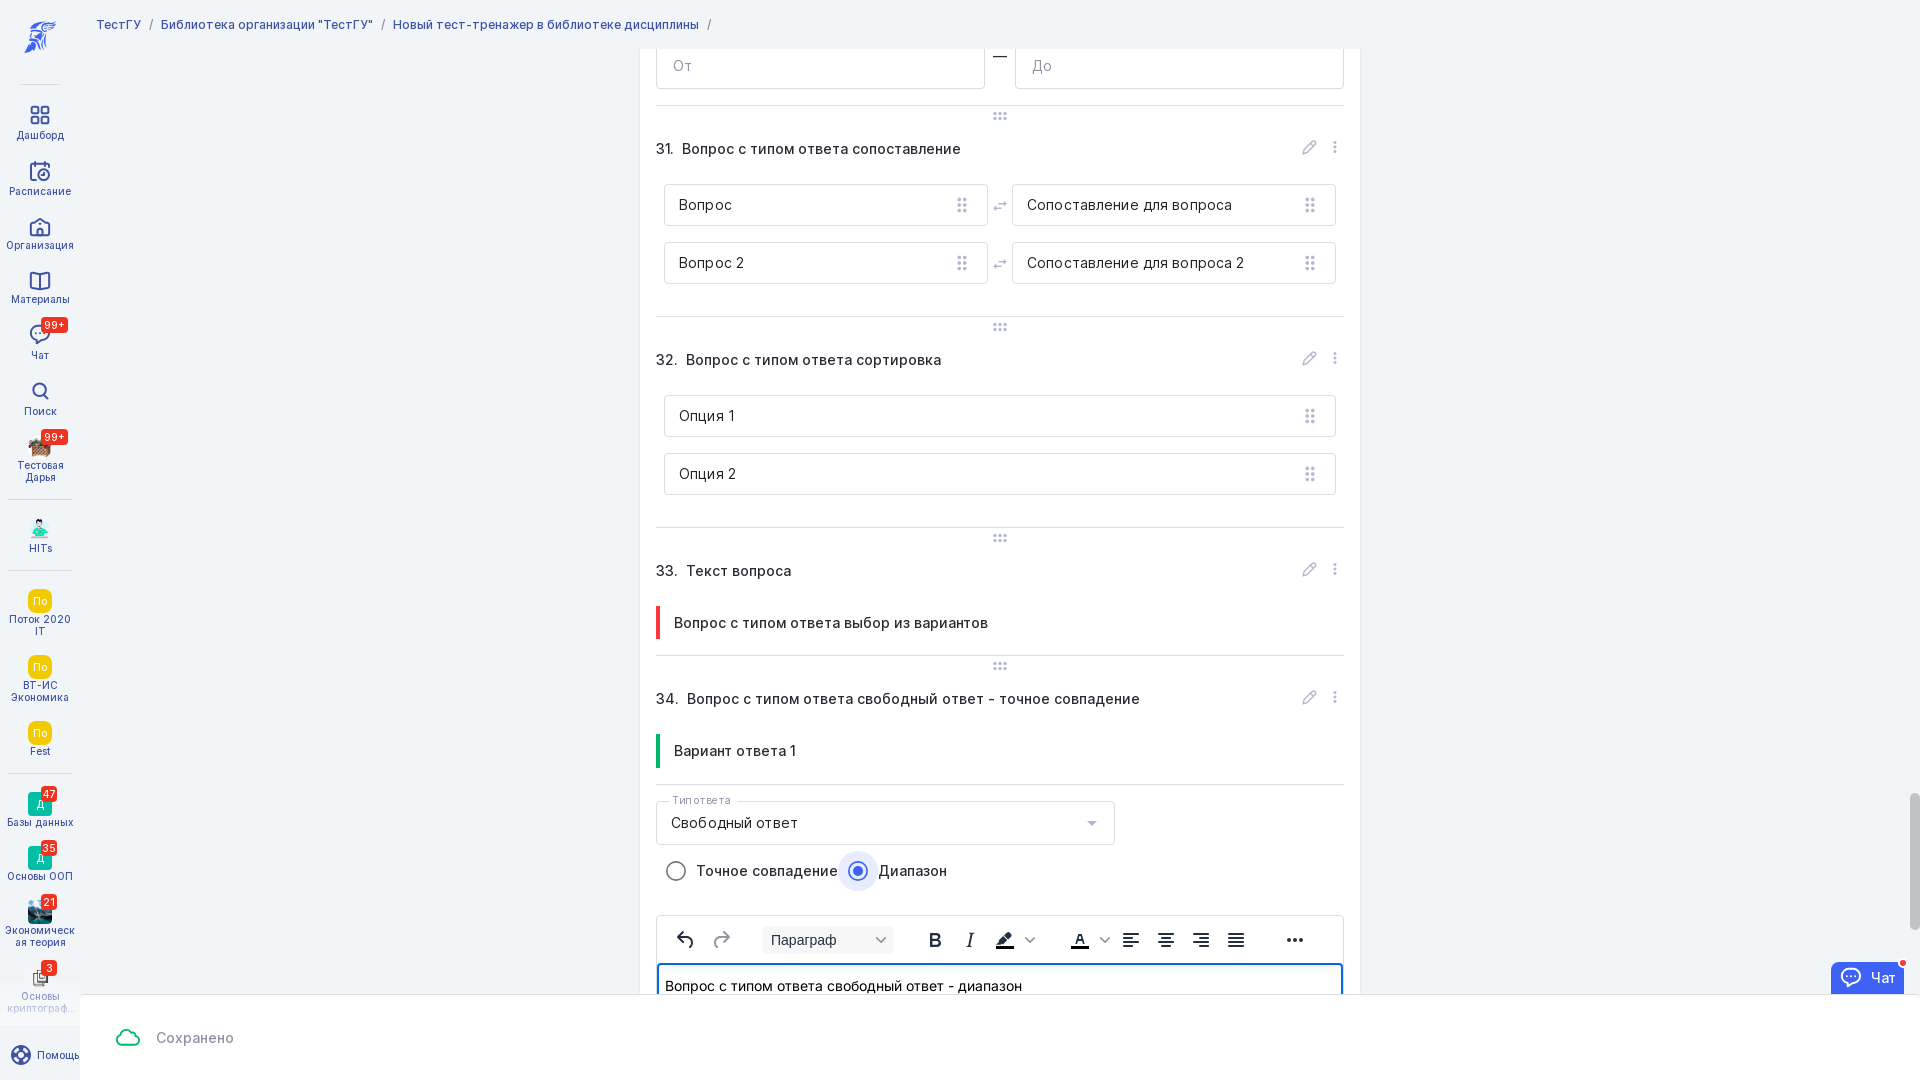 ТестГУ / Библиотека организации "ТестГУ" / Новый тест-тренажер в библиотеке дисциплины /
Дашборд
Расписание
Организация
Материалы
99+
Чат
Поиск
99+
Тестовая
Дарья
HITs
По
Поток 2020
IT
По
ВТ-ИС
Экономика
По
Fest
47
Д
Базы данных
35
Д
Основы ООП
21
Экономическ
ая теория
3
Основы
криптограф...
Помощь
От
—
До
31. Вопрос с типом ответа сопоставление
Вопрос
Сопоставление для вопроса
Вопрос 2
Сопоставление для вопроса 2
32. Вопрос с типом ответа сортировка
Опция 1
Опция 2
33. Текст вопроса
Вопрос с типом ответа выбор из вариантов
34. Вопрос с типом ответа свободный ответ - точное совпадение
Вариант ответа 1
Тип ответа
Свободный ответ
Точное совпадение
Диапазон
Параграф
Вопрос с типом ответа свободный ответ - диапазон
Чат
Сохранено